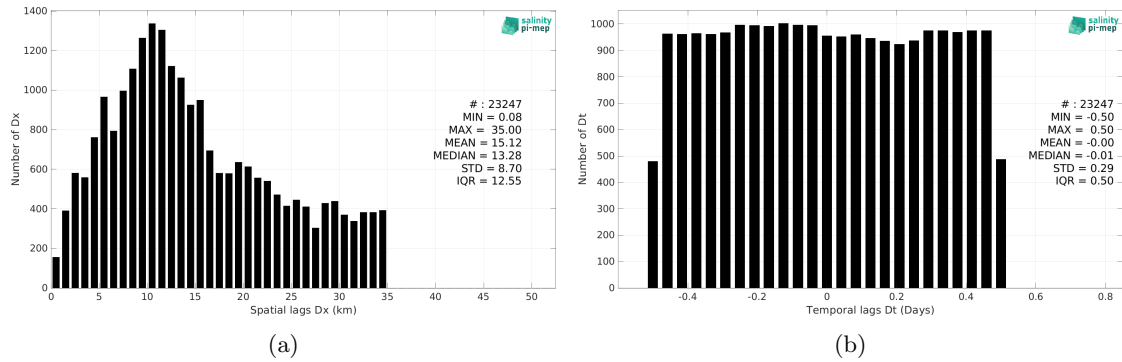 1400
1200
1000
800
600
400
200
0
Number of Dx
0 5 10 15 20 25 30 35 40 45 50
Spatial lags Dx (km)
salinity
pi-mep
# : 23247
MIN = 0.08
MAX = 35.00
MEAN = 15.12
MEDIAN = 13.28
STD = 8.70
IQR = 12.55
(a)
1000
900
800
700
600
500
400
300
200
100
0
Number of Dt
-0.4 -0.2 0 0.2 0.4 0.6 0.8
Temporal lags Dt (Days)
salinity
pi-mep
# : 23247
MIN = -0.50
MAX = 0.50
MEAN = -0.00
MEDIAN = -0.01
STD = 0.29
IQR = 0.50
(b)